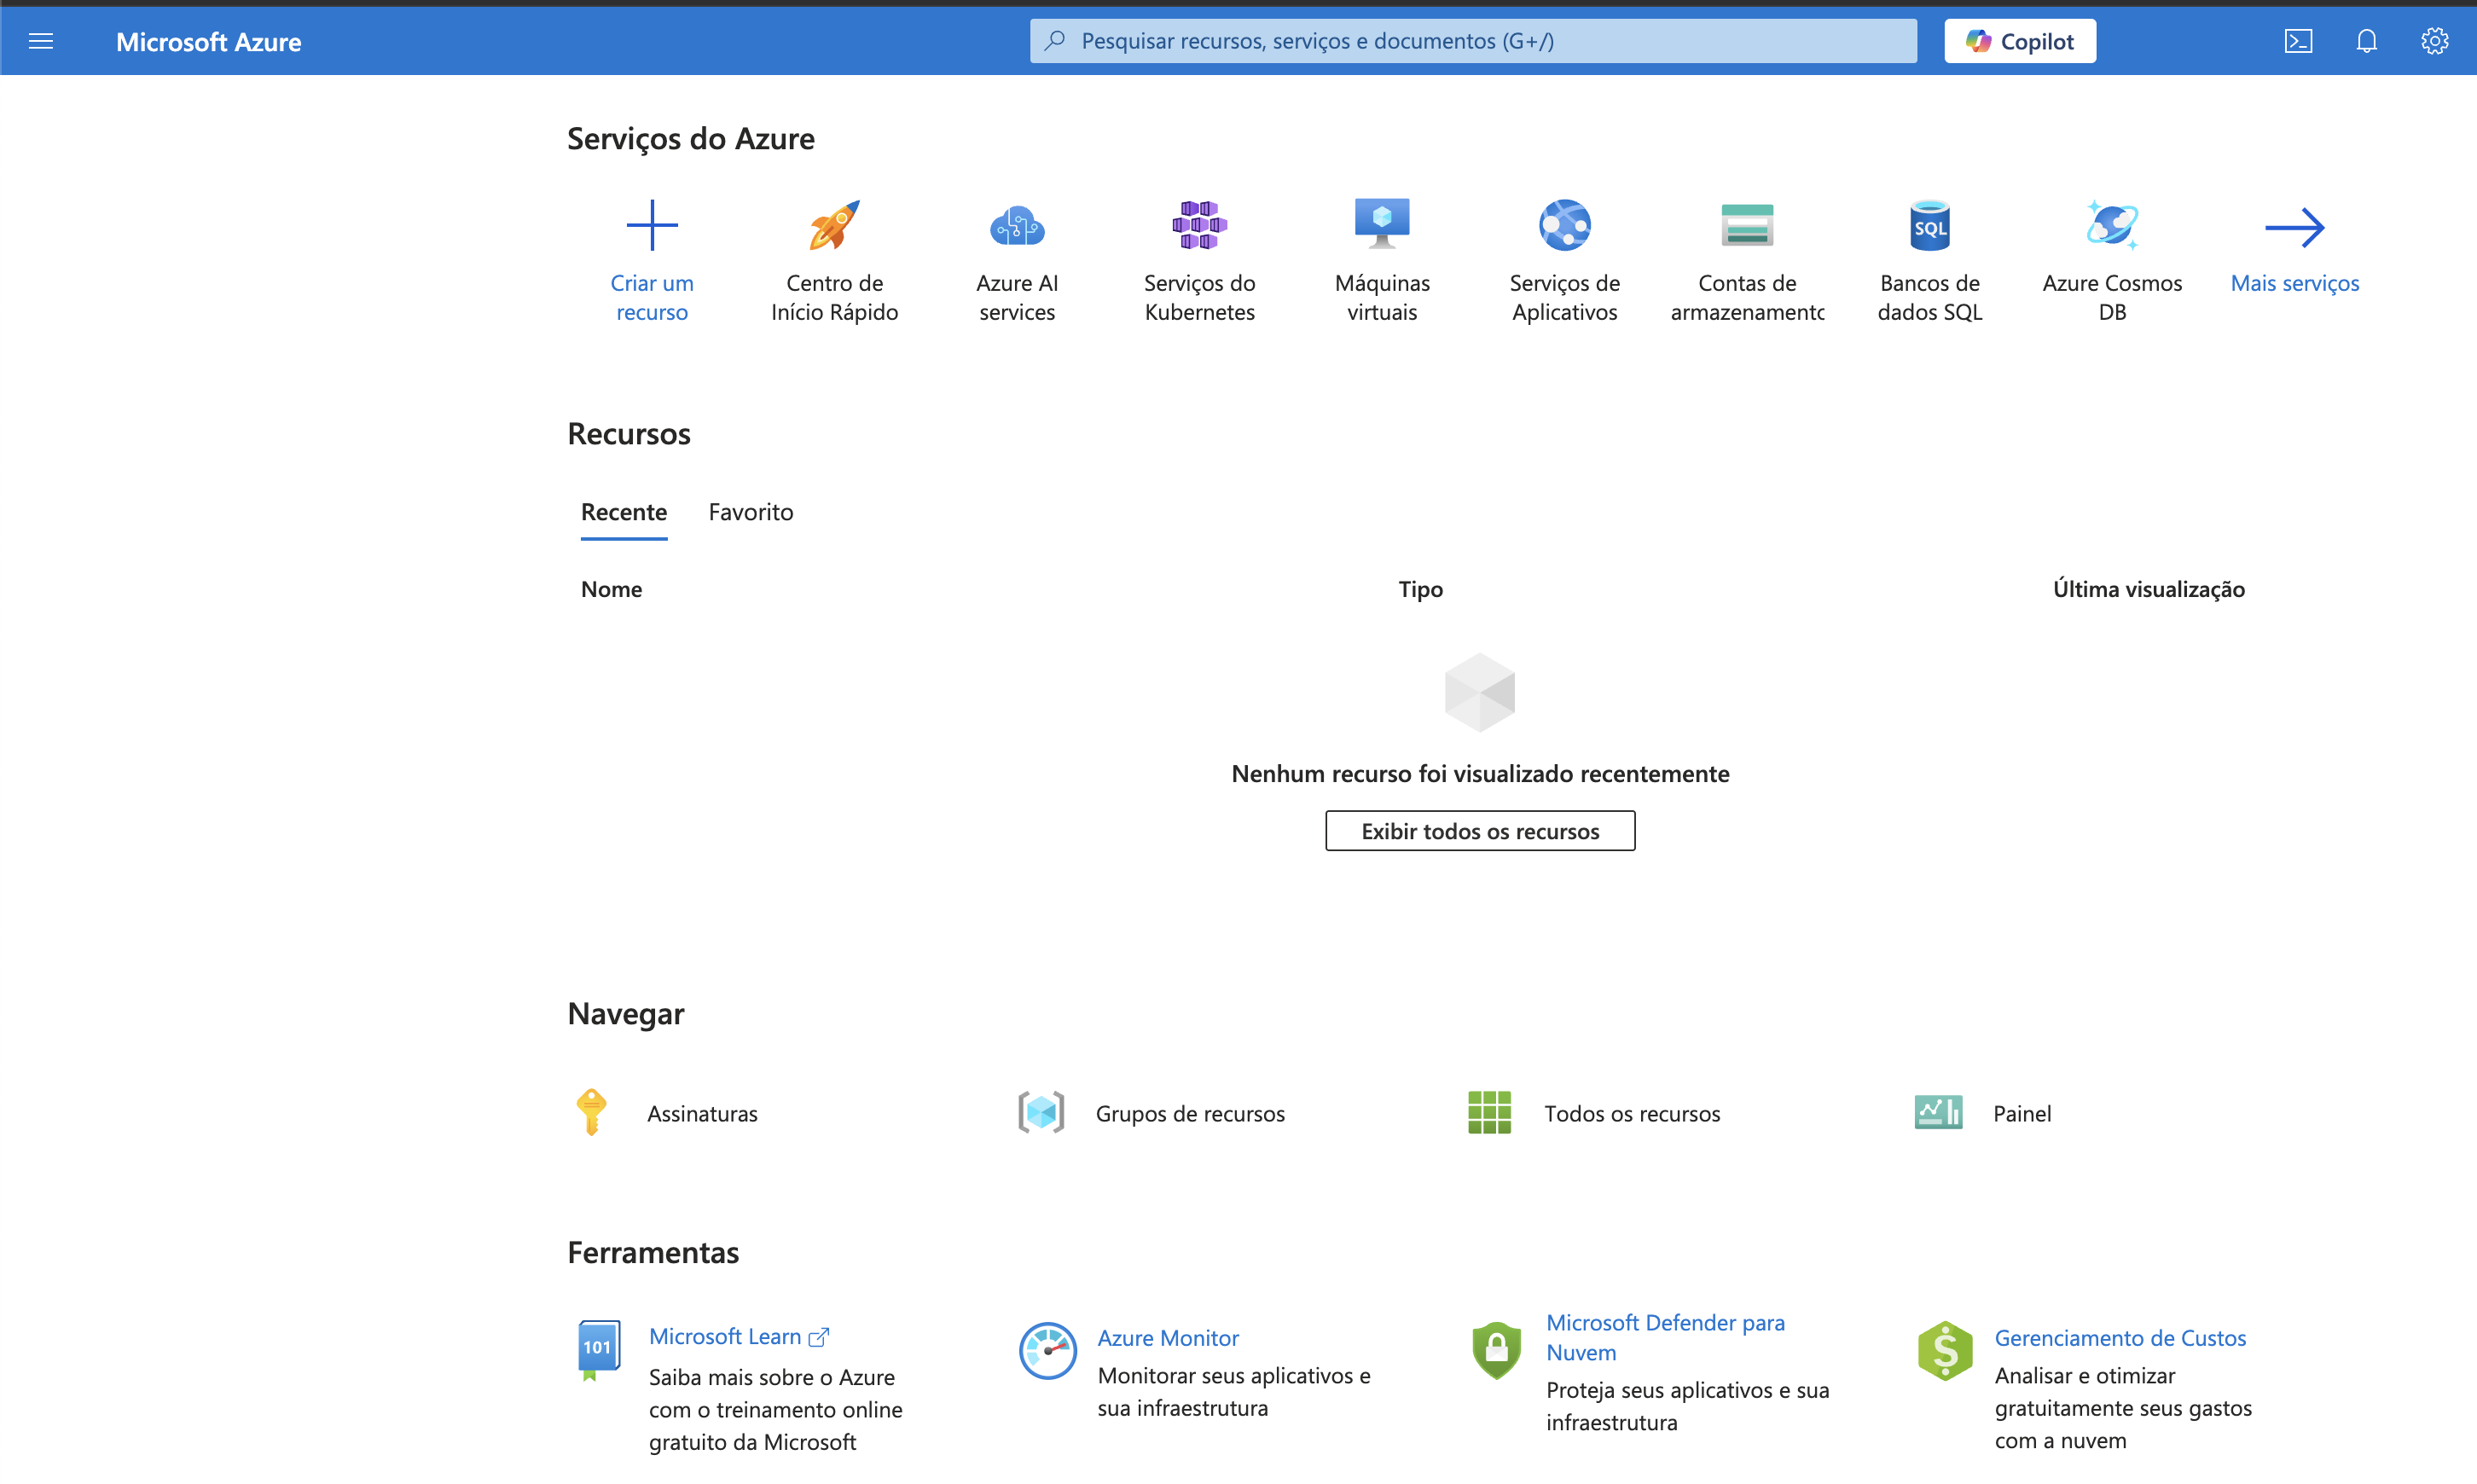 Microsoft Azure
Pesquisar recursos, serviços e documentos (G+/)
Copilot
Serviços do Azure
Criar um
recurso
Centro de
Início Rápido
Azure AI
services
Serviços do
Kubernetes
Máquinas
virtuais
Serviços de
Aplicativos
Contas de
armazenamentc
SQL
Bancos de
dados SQL
Azure Cosmos
DB
Mais serviços
Recursos
Recente
Favorito
Nome
Tipo
Última visualização
Nenhum recurso foi visualizado recentemente
Exibir todos os recursos
Navegar
Assinaturas
Grupos de recursos
Todos os recursos
Painel
Ferramentas
101
Microsoft Learn
Saiba mais sobre o Azure
com o treinamento online
gratuito da Microsoft
Azure Monitor
Monitorar seus aplicativos e
sua infraestrutura
Microsoft Defender para
Nuvem
Proteja seus aplicativos e sua
infraestrutura
$
Gerenciamento de Custos
Analisar e otimizar
gratuitamente seus gastos
com a nuvem